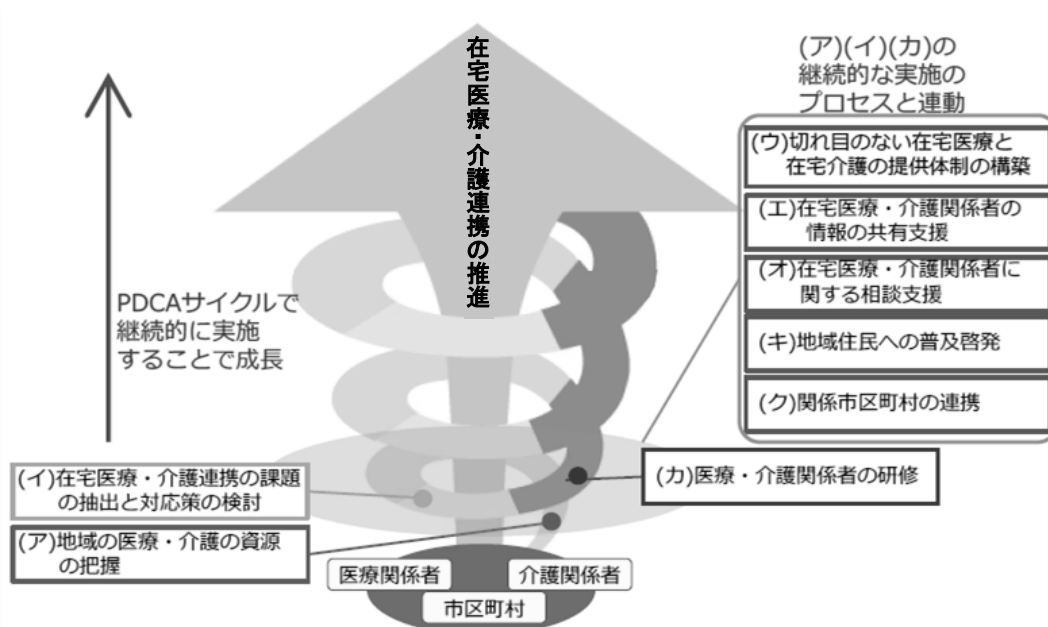 在宅医療・介護連携の推進
(ア)(イ)(カ)の
継続的な実施の
プロセスと連動
(ウ)切れ目のない在宅医療と
在宅介護の提供体制の構築
(エ)在宅医療・介護関係者の
情報の共有支援
(オ)在宅医療・介護関係者に
関する相談支援
(キ)地域住民への普及啓発
(ク)関係市区町村の連携
PDCAサイクルで
継続的に実施
することで成長
(イ)在宅医療・介護連携の課題
の抽出と対応策の検討
(カ)医療・介護関係者の研修
(ア)地域の医療・介護の資源
の把握
医療関係者
介護関係者
市区町村